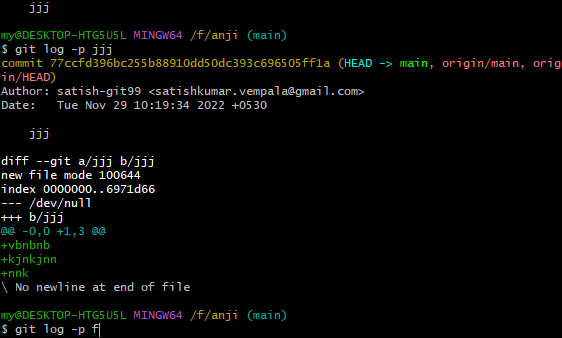 jjj
my@DESKTOP-HTG5U5L MINGW64 /f/anji (main)
$ git log -p jjj
commit 77ccfd396bc255b88910dd50dc393c696505ff1a (HEAD -> main, origin/main, orig
in/HEAD)
Author: satish-git99 <satishkumar.vempala@gmail.com>
Date:   Tue Nov 29 10:19:34 2022 +0530
jjj
diff --git a/jjj b/jjj
new file mode 100644
index 0000000..6971d66
--- /dev/null
+++ b/jjj
@@ -0,0 +1,3 @@
+vbnbnb
+kjnkjnn
+nnk
\ No newline at end of file
my@DESKTOP-HTG5U5L MINGW64 /f/anji (main)
$ git log -p f